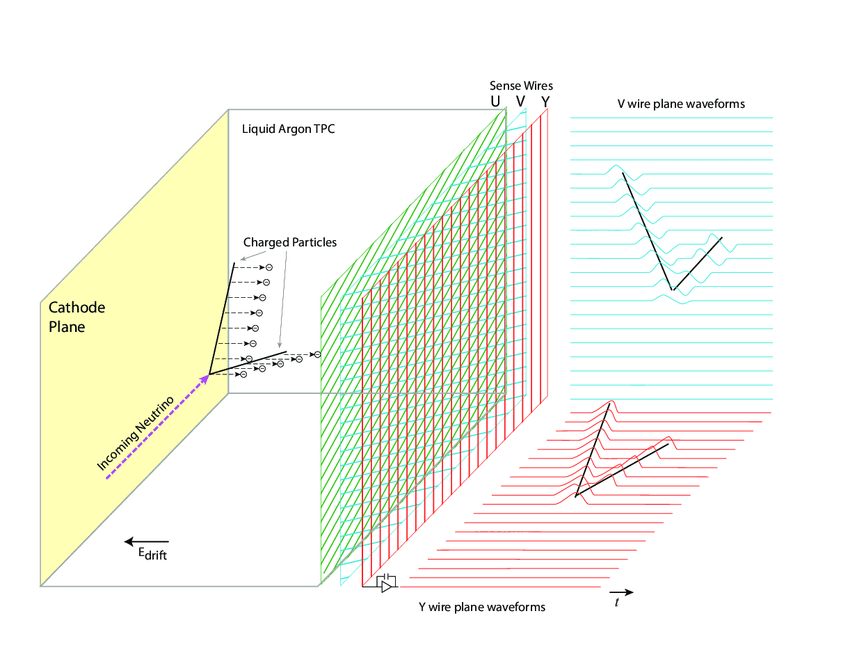 Sense Wires
U V Y
V wire plane waveforms
Liquid Argon TPC
Charged Particles
Cathode
Plane
Incoming Neutrino
Edrift
t
Y wire plane waveforms